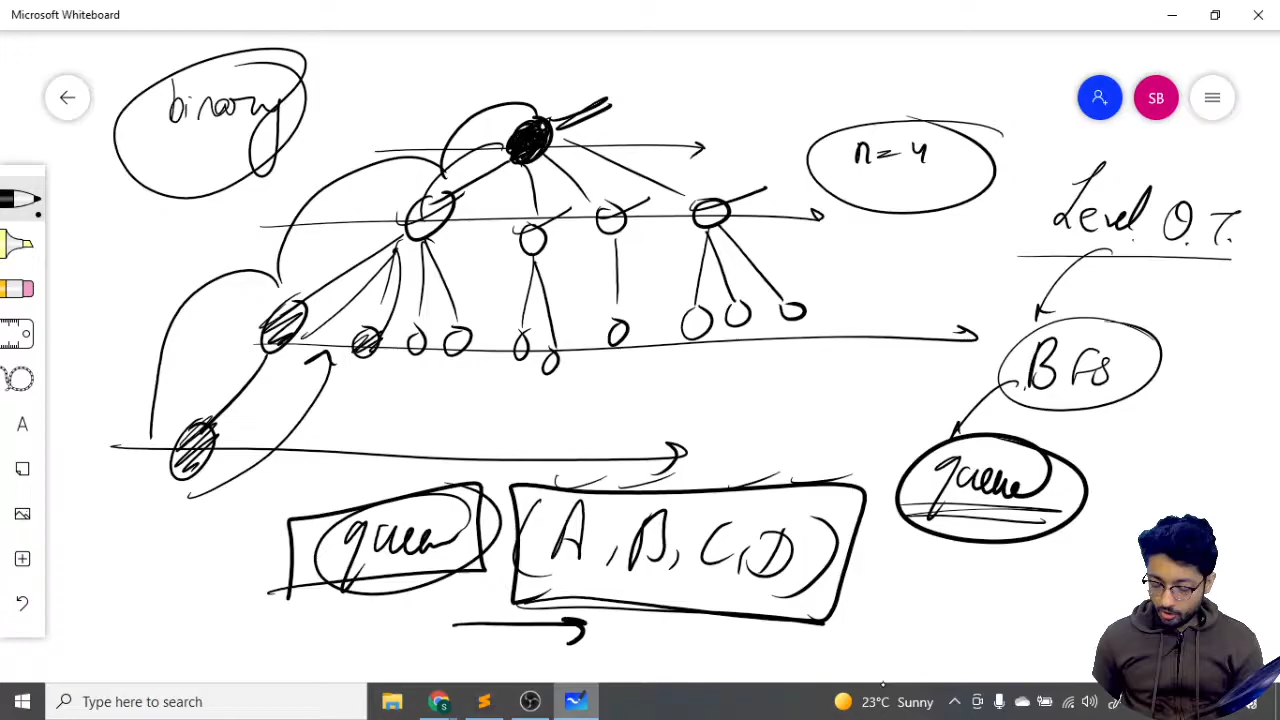 Microsoft Whiteboard
binary
n = 4
SB
Level O.T.
BFS
queue
queue
(A, B, C, D)
A
Type here to search
23°C Sunny